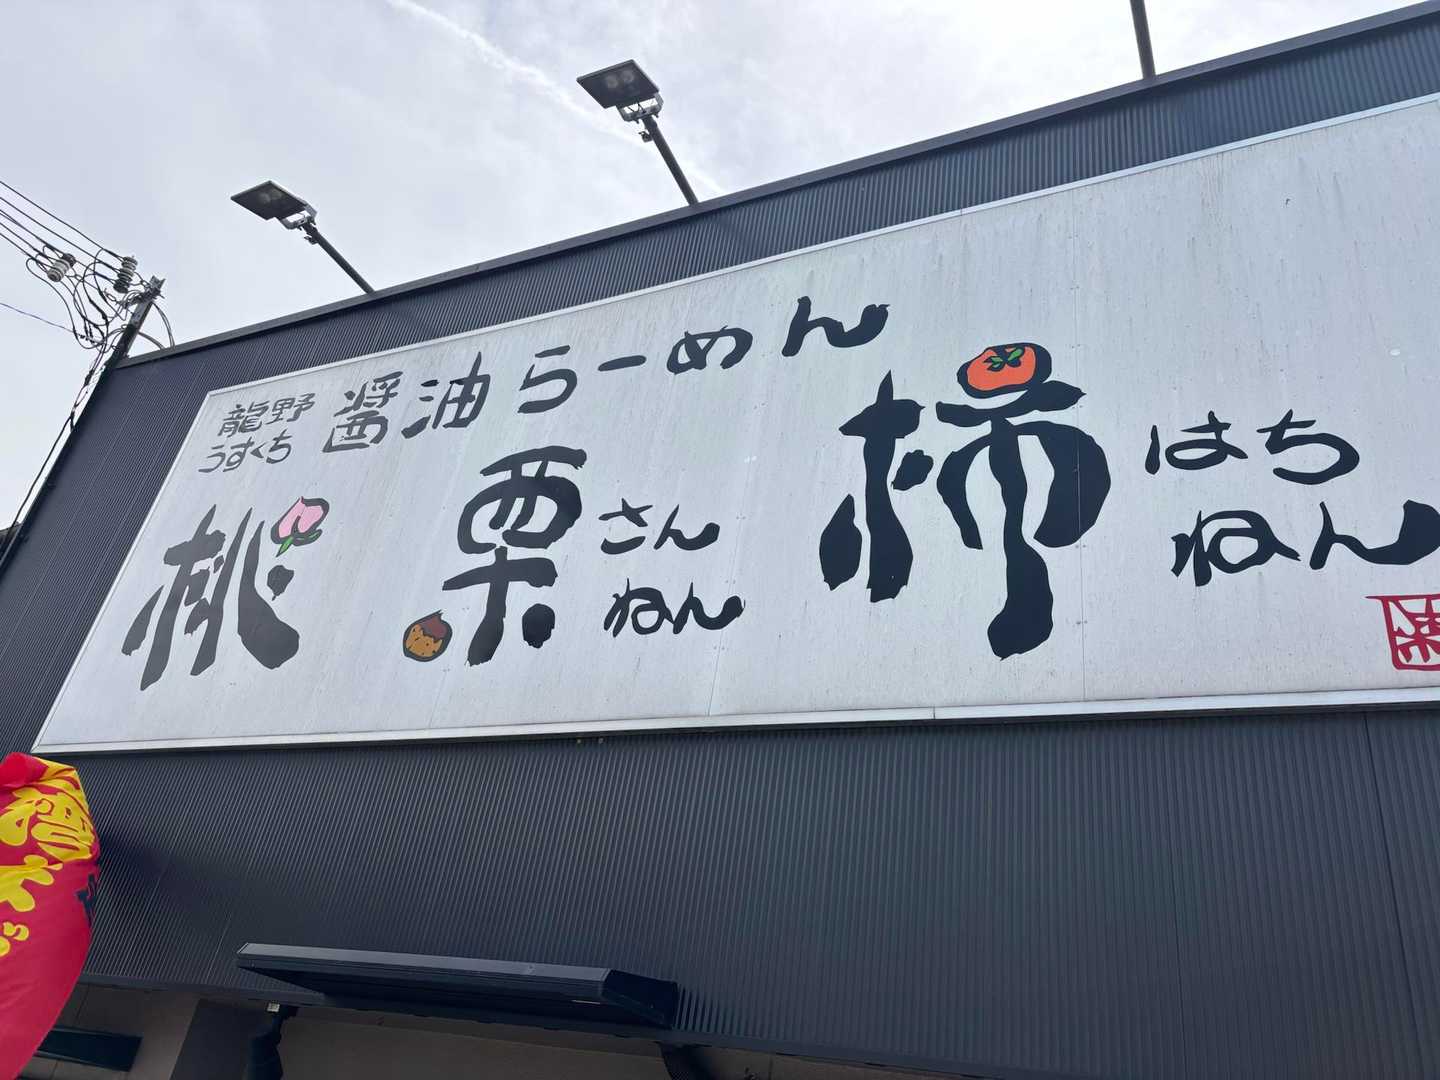 龍野
うすくち
醤油らーめん
桃栗さんねん
柿はちねん